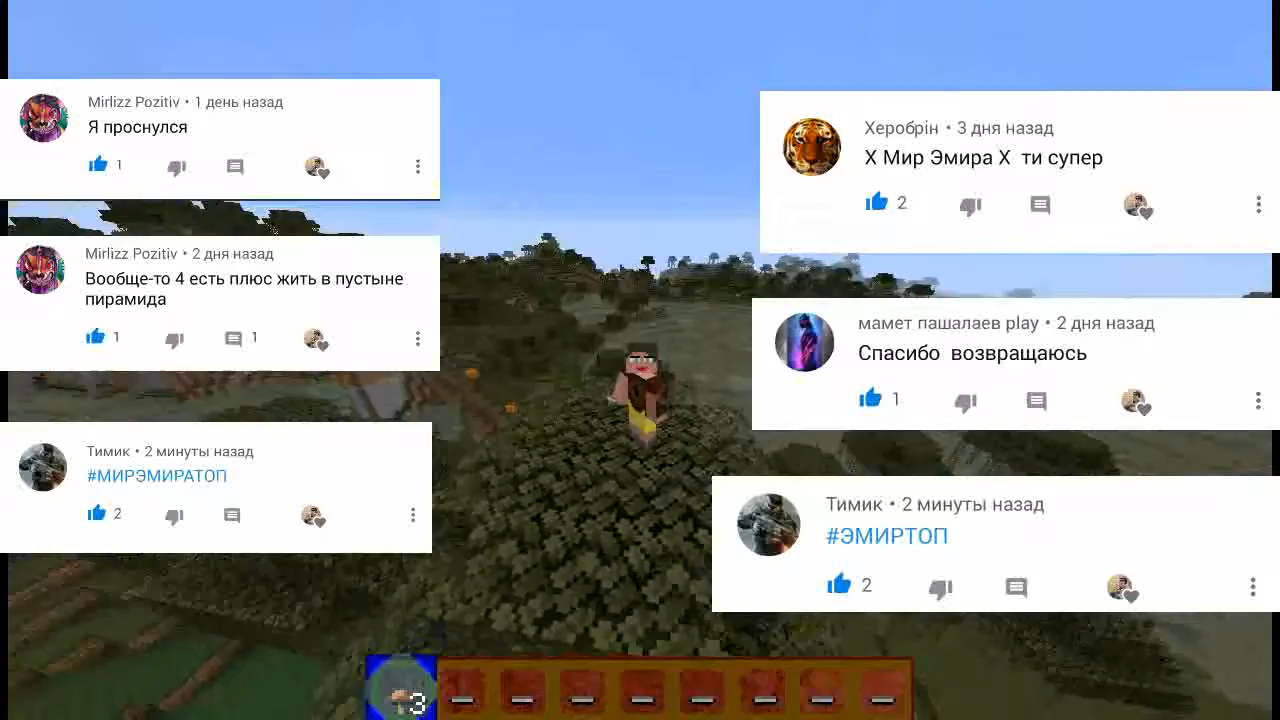 Mirlizz Pozitiv • 1 день назад
Я проснулся
1
Mirlizz Pozitiv • 2 дня назад
Вообще-то 4 есть плюс жить в пустыне
пирамида
1 1
Тимик • 2 минуты назад
#МИРЭМИРАТОП
2
Херобрін • 3 дня назад
Х Мир Эмира Х ти супер
2
мамет пашалаев play • 2 дня назад
Спасибо возвращаюсь
1
Тимик • 2 минуты назад
#ЭМИРТОП
2
3